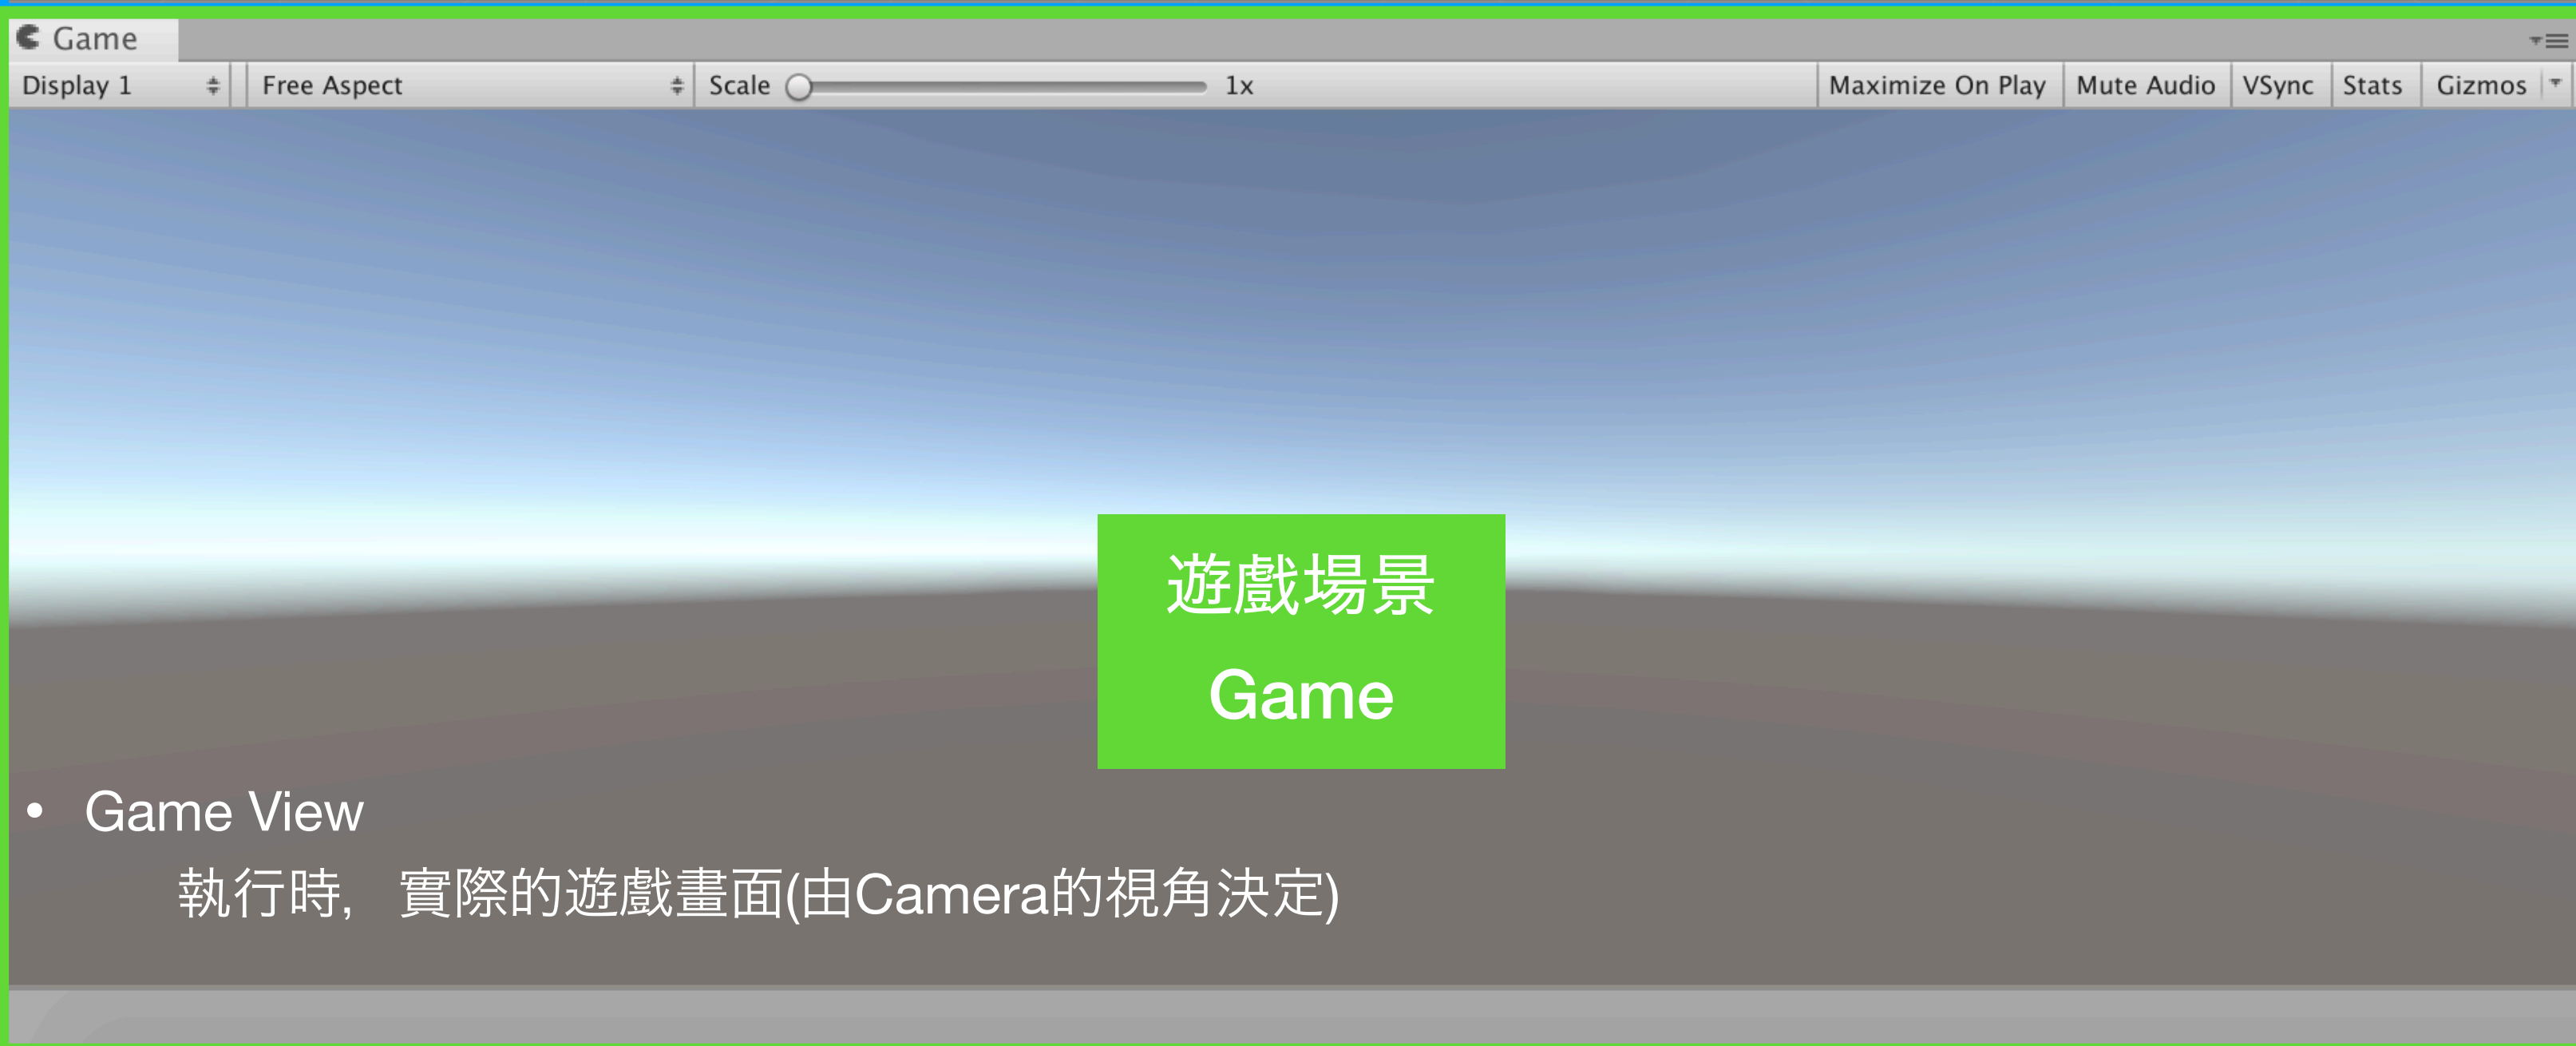 Game
Display 1 Free Aspect Scale 1x Maximize On Play Mute Audio VSync Stats Gizmos
遊戲場景
Game
• Game View
執行時, 實際的遊戲畫面(由Camera的視角決定)